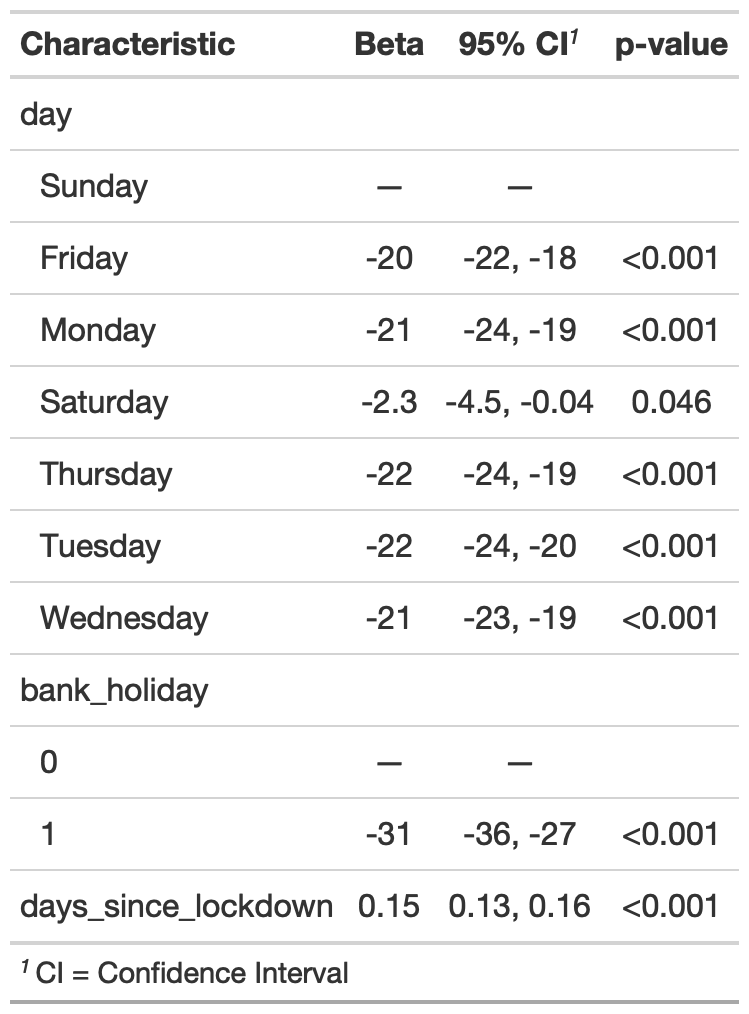 Characteristic Beta 95% CI1 p-value
day
Sunday — —
Friday -20 -22, -18 <0.001
Monday -21 -24, -19 <0.001
Saturday -2.3 -4.5, -0.04 0.046
Thursday -22 -24, -19 <0.001
Tuesday -22 -24, -20 <0.001
Wednesday -21 -23, -19 <0.001
bank_holiday
0 — —
1 -31 -36, -27 <0.001
days_since_lockdown 0.15 0.13, 0.16 <0.001
1 CI = Confidence Interval